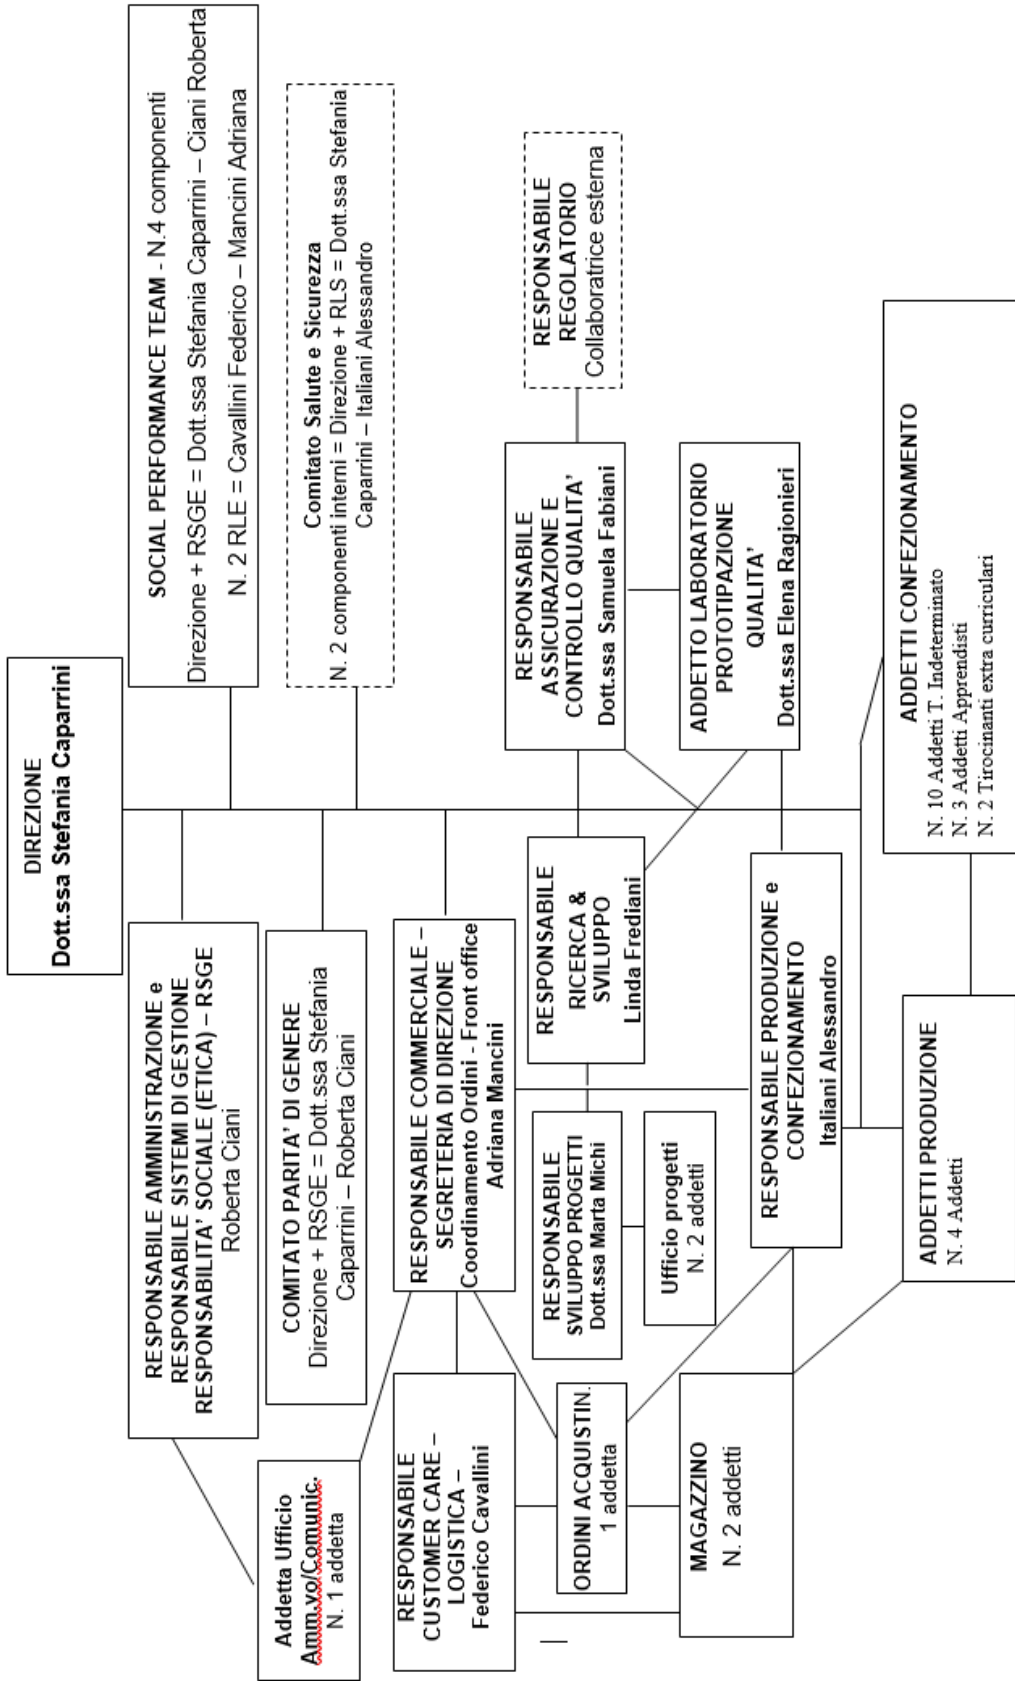 DIREZIONE
Dott.ssa Stefania Caparrini
RESPONSABILE AMMINISTRAZIONE e
RESPONSABILE SISTEMI DI GESTIONE
RESPONSABILITA' SOCIALE (ETICA) – RSGE
Roberta Ciani
SOCIAL PERFORMANCE TEAM - N.4 componenti
Direzione + RSGE = Dott.ssa Stefania Caparrini – Ciani Roberta
N. 2 RLE = Cavallini Federico – Mancini Adriana
Addetta Ufficio
Amm.vo/Comunic.
N. 1 addetta
COMITATO PARITA' DI GENERE
Direzione + RSGE = Dott.ssa Stefania
Caparrini – Roberta Ciani
Comitato Salute e Sicurezza
N. 2 componenti interni = Direzione + RLS = Dott.ssa Stefania
Caparrini – Italiani Alessandro
RESPONSABILE
CUSTOMER CARE –
LOGISTICA –
Federico Cavallini
RESPONSABILE COMMERCIALE –
SEGRETERIA DI DIREZIONE
Coordinamento Ordini - Front office
Adriana Mancini
RESPONSABILE
RICERCA &
SVILUPPO
Linda Frediani
RESPONSABILE
ASSICURAZIONE E
CONTROLLO QUALITA'
Dott.ssa Samuela Fabiani
RESPONSABILE
REGOLATORIO
Collaboratrice esterna
ORDINI ACQUISTIN.
1 addetta
RESPONSABILE
SVILUPPO PROGETTI
Dott.ssa Marta Michi
Ufficio progetti
N. 2 addetti
ADDETTO LABORATORIO
PROTOTIPAZIONE
QUALITA'
Dott.ssa Elena Ragionieri
MAGAZZINO
N. 2 addetti
RESPONSABILE PRODUZIONE e
CONFEZIONAMENTO
Italiani Alessandro
ADDETTI PRODUZIONE
N. 4 Addetti
ADDETTI CONFEZIONAMENTO
N. 10 Addetti T. Indeterminato
N. 3 Addetti Apprendisti
N. 2 Tirocinanti extra curriculari